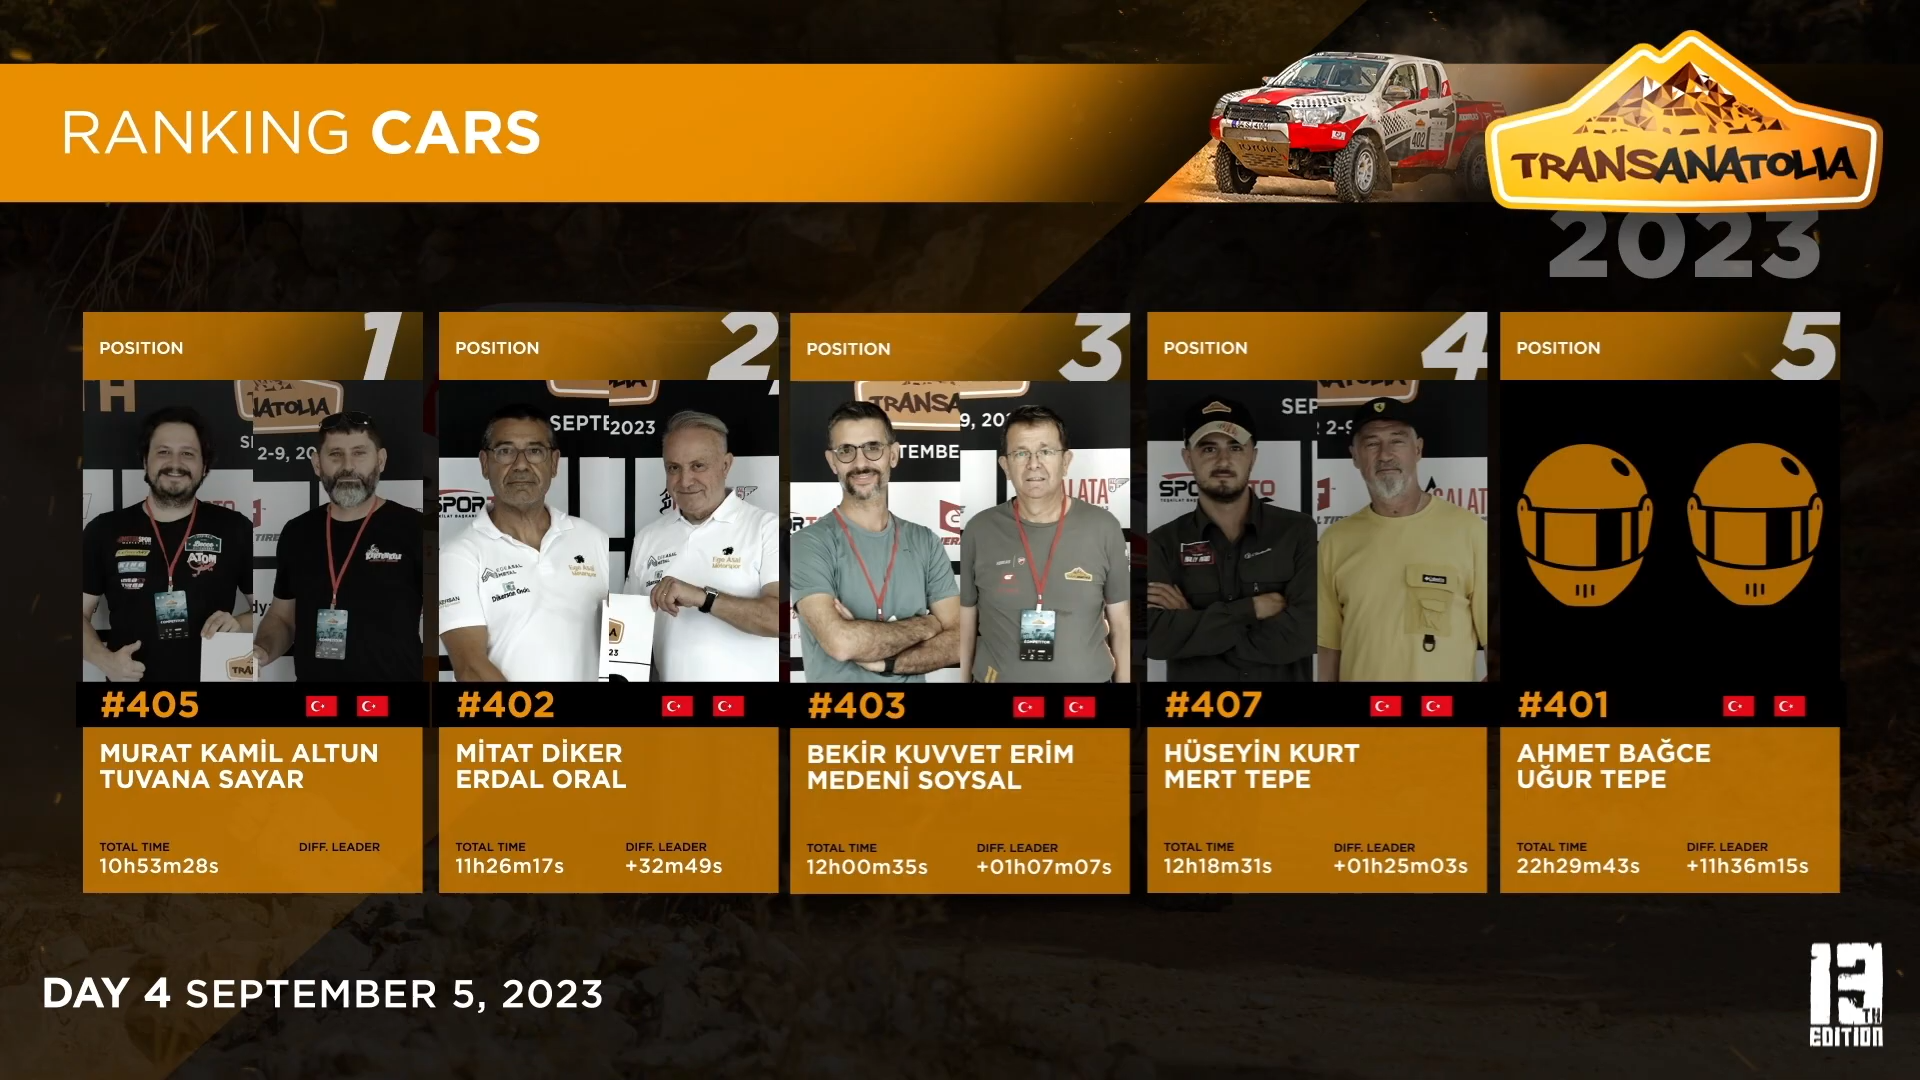 RANKING CARS
TRANSANATOLIA
2023
POSITION 1
#405
MURAT KAMİL ALTUN
TUVANA SAYAR
TOTAL TIME
10h53m28s
DIFF. LEADER
POSITION 2
#402
MİTAT DİKER
ERDAL ORAL
TOTAL TIME
11h26m17s
DIFF. LEADER
+32m49s
POSITION 3
#403
BEKİR KUVVET ERİM
MEDENİ SOYSAL
TOTAL TIME
12h00m35s
DIFF. LEADER
+01h07m07s
POSITION 4
#407
HÜSEYİN KURT
MERT TEPE
TOTAL TIME
12h18m31s
DIFF. LEADER
+01h25m03s
POSITION 5
#401
AHMET BAĞCE
UĞUR TEPE
TOTAL TIME
22h29m43s
DIFF. LEADER
+11h36m15s
DAY 4 SEPTEMBER 5, 2023
13TH
EDITION